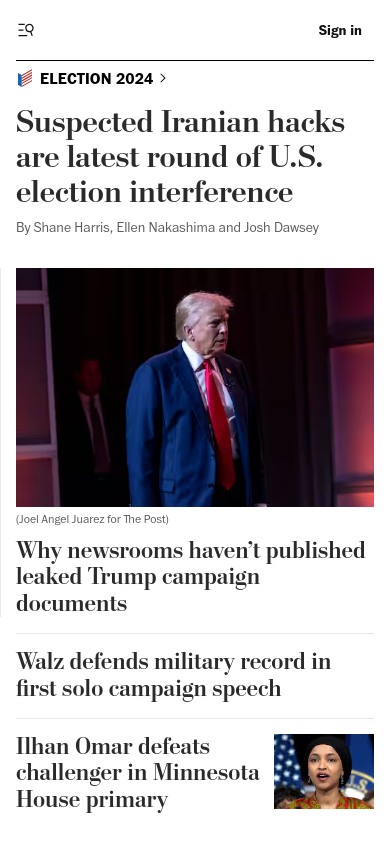 Sign in
ELECTION 2024
Suspected Iranian hacks
are latest round of U.S.
election interference
By Shane Harris, Ellen Nakashima and Josh Dawsey
(Joel Angel Juarez for The Post)
Why newsrooms haven’t published
leaked Trump campaign
documents
Walz defends military record in
first solo campaign speech
Ilhan Omar defeats
challenger in Minnesota
House primary